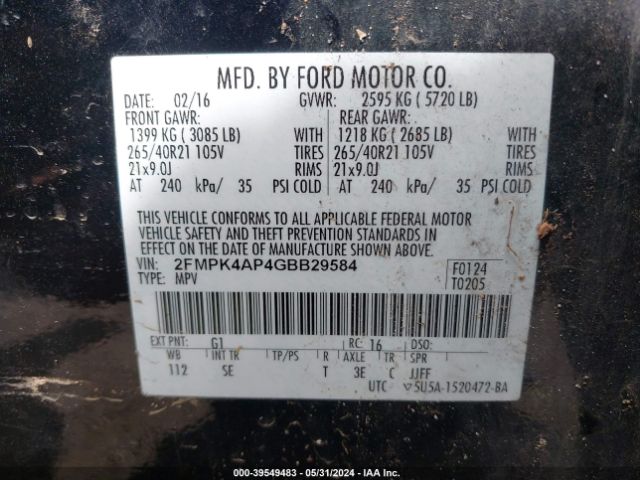 MFD. BY FORD MOTOR CO.
DATE: 02/16 GVWR: 2595 KG ( 5720 LB)
FRONT GAWR: REAR GAWR:
1399 KG ( 3085 LB) WITH 1218 KG ( 2685 LB) WITH
265/40R21 105V TIRES 265/40R21 105V TIRES
21x9.0J RIMS 21x9.0J RIMS
AT 240 kPa/ 35 PSI COLD AT 240 kPa/ 35 PSI COLD
THIS VEHICLE CONFORMS TO ALL APPLICABLE FEDERAL MOTOR
VEHICLE SAFETY AND THEFT PREVENTION STANDARDS IN
EFFECT ON THE DATE OF MANUFACTURE SHOWN ABOVE.
VIN: 2FMPK4AP4GBB29584 F0124
TYPE: MPV T0205
EXT PNT: G1 RC: 16 DSO:
WB INT TR TP/PS R AXLE TR SPR
112 SE T 3E C JJFF
UTC ▽5U5A-1520472-BA
000-39549483 - 05/31/2024 - IAA Inc.